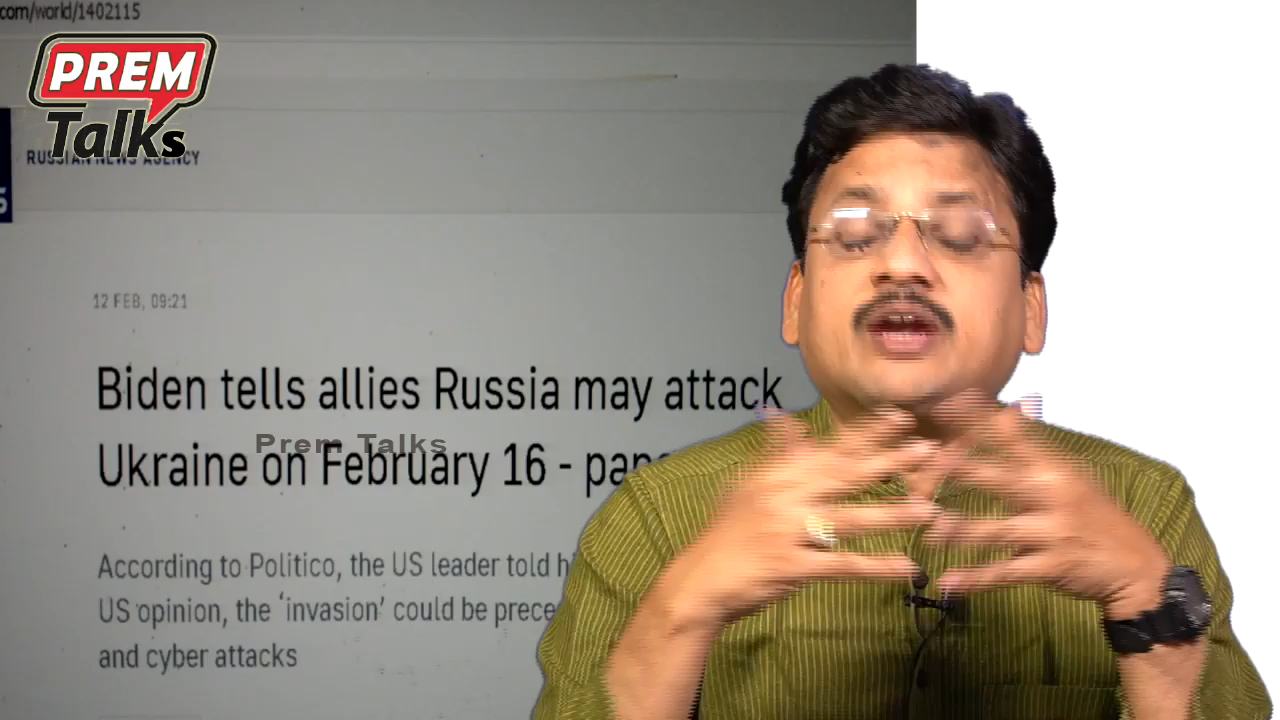 com/world/1402115
PREM
Talks
RUSSIAN NEWS AGENCY
12 FEB, 09:21
Biden tells allies Russia may attack
Prem Talks
Ukraine on February 16 -
According to Politico, the US leader told
US opinion, the ‘invasion’ could be
and cyber attacks